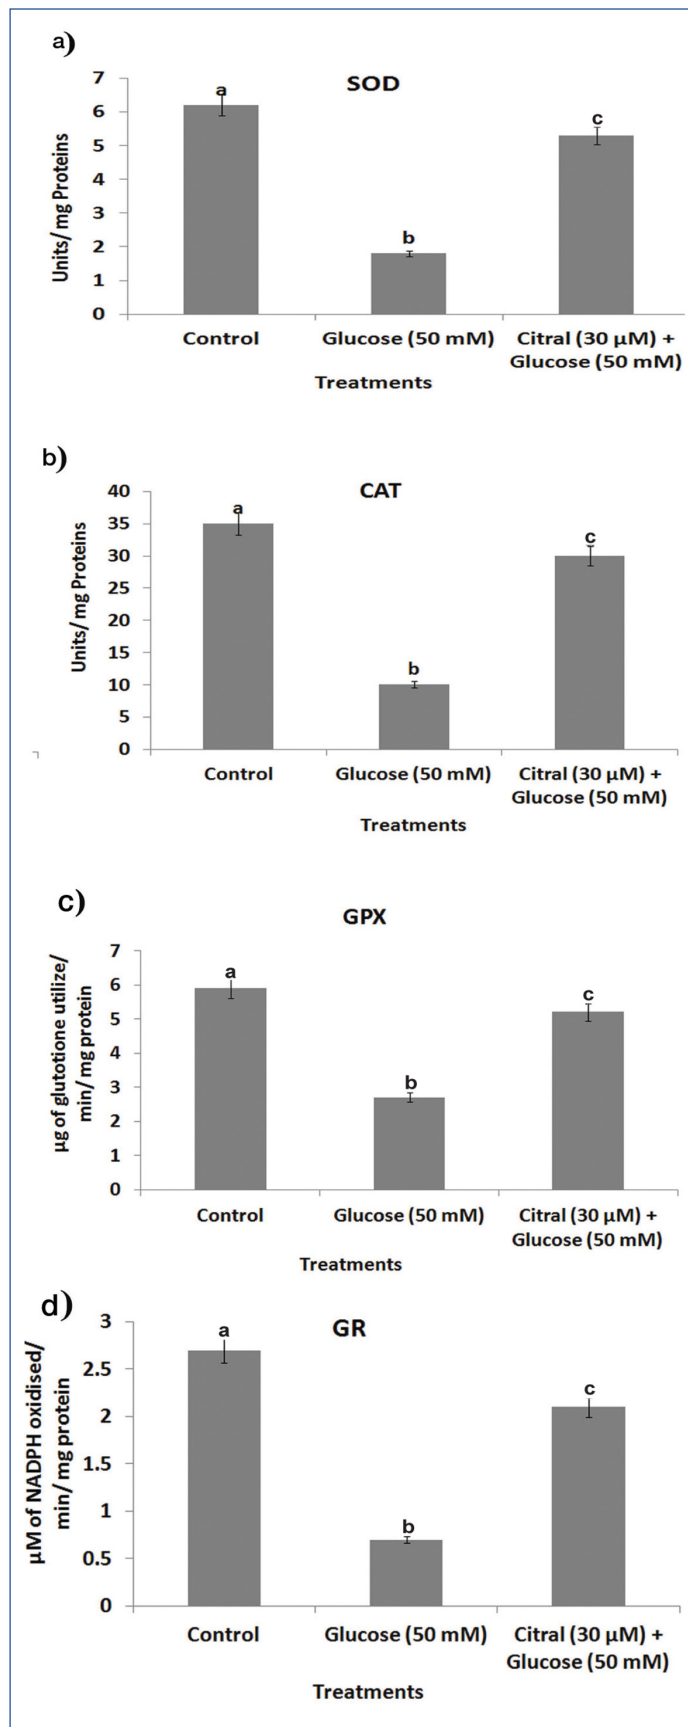 a)
SOD
7
6
5
4
3
2
1
0
Units/ mg Proteins
a
b
c
Control
Glucose (50 mM)
Citral (30 µM) +
Glucose (50 mM)
Treatments
b)
CAT
40
35
30
25
20
15
10
5
0
Units/ mg Proteins
a
b
c
Control
Glucose (50 mM)
Citral (30 µM) +
Glucose (50 mM)
Treatments
c)
GPX
7
6
5
4
3
2
1
0
µg of glutotione utilize/
min/ mg protein
a
b
c
Control
Glucose (50 mM)
Citral (30 µM) +
Glucose (50 mM)
Treatments
d)
GR
3
2.5
2
1.5
1
0.5
0
µM of NADPH oxidised/
min/ mg protein
a
b
c
Control
Glucose (50 mM)
Citral (30 µM) +
Glucose (50 mM)
Treatments